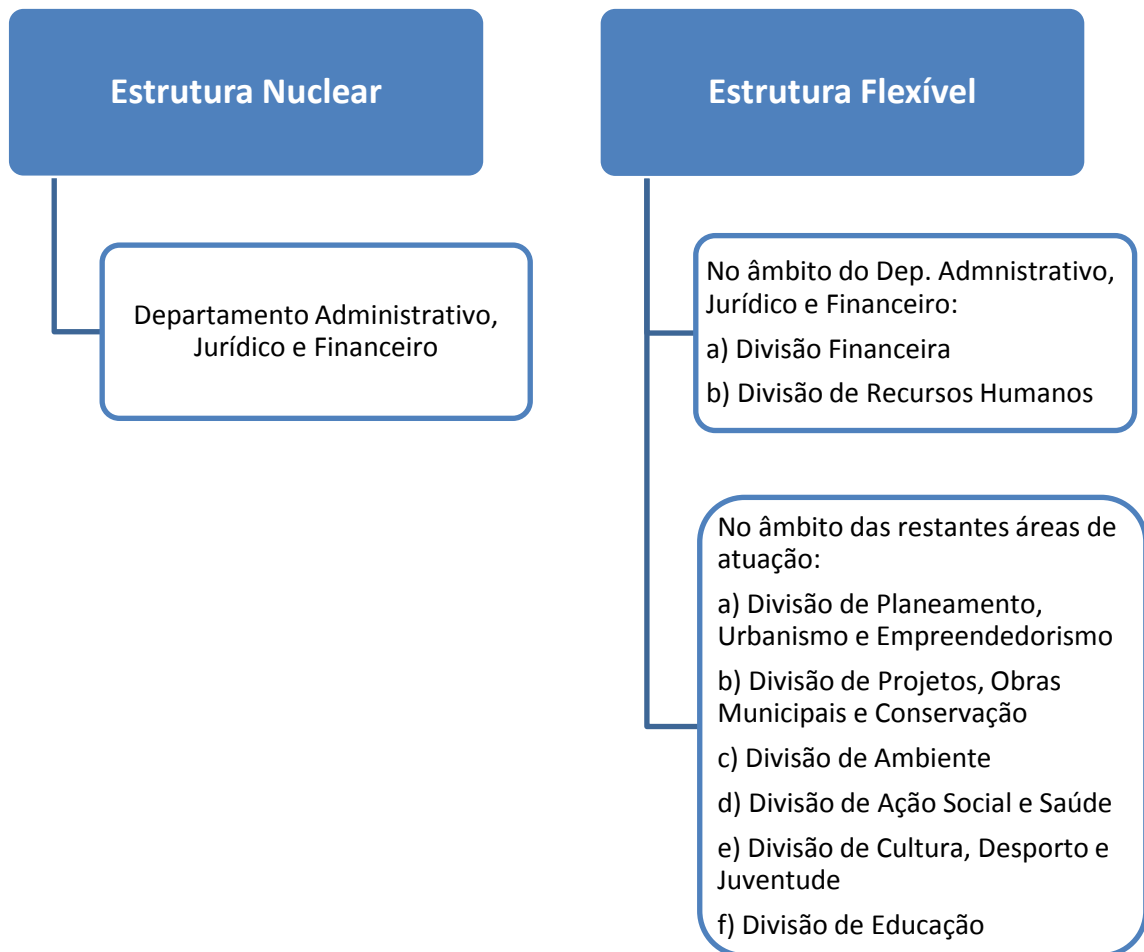 Estrutura Nuclear
Departamento Administrativo,
Jurídico e Financeiro
Estrutura Flexível
No âmbito do Dep. Admnistrativo,
Jurídico e Financeiro:
a) Divisão Financeira
b) Divisão de Recursos Humanos
No âmbito das restantes áreas de
atuação:
a) Divisão de Planeamento,
Urbanismo e Empreendedorismo
b) Divisão de Projetos, Obras
Municipais e Conservação
c) Divisão de Ambiente
d) Divisão de Ação Social e Saúde
e) Divisão de Cultura, Desporto e
Juventude
f) Divisão de Educação